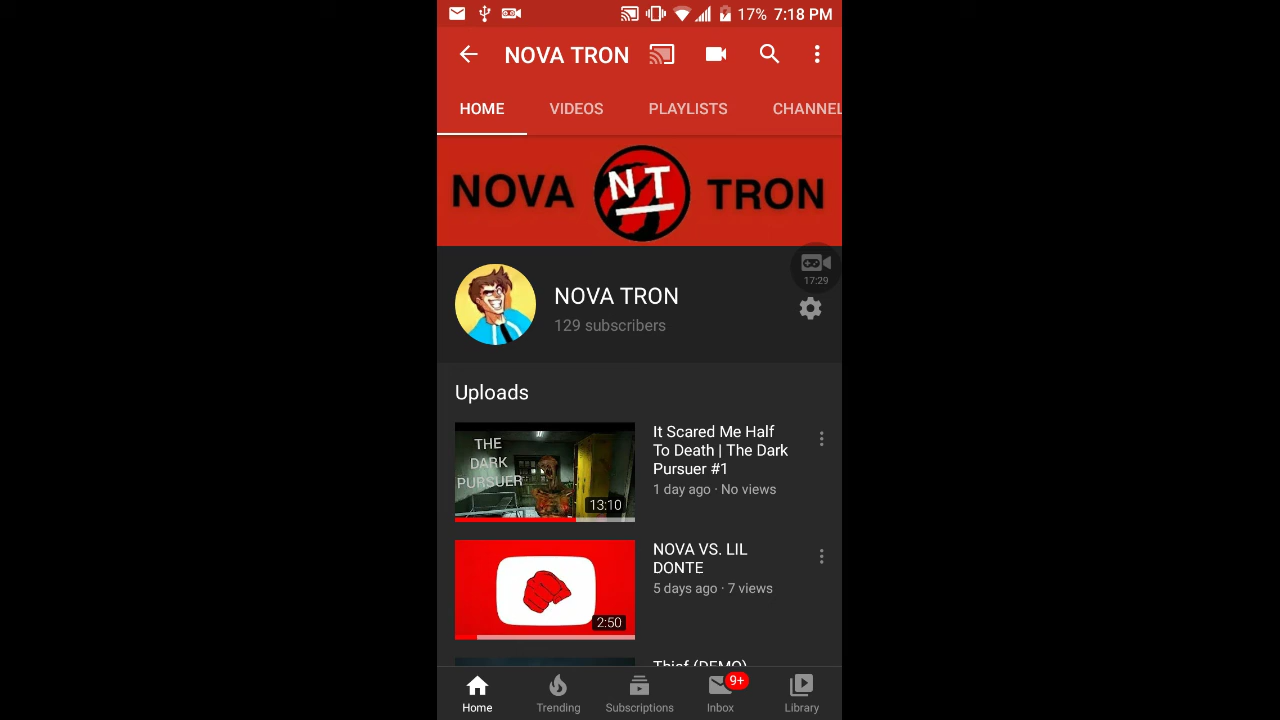 17% 7:18 PM
NOVA TRON
HOME VIDEOS PLAYLISTS CHANNEL
NOVA NT TRON
17:29
NOVA TRON
129 subscribers
Uploads
THE
DARK
PURSUER
13:10
It Scared Me Half
To Death | The Dark
Pursuer #1
1 day ago · No views
2:50
NOVA VS. LIL
DONTE
5 days ago · 7 views
Thief (DEMO)
9+
Home Trending Subscriptions Inbox Library